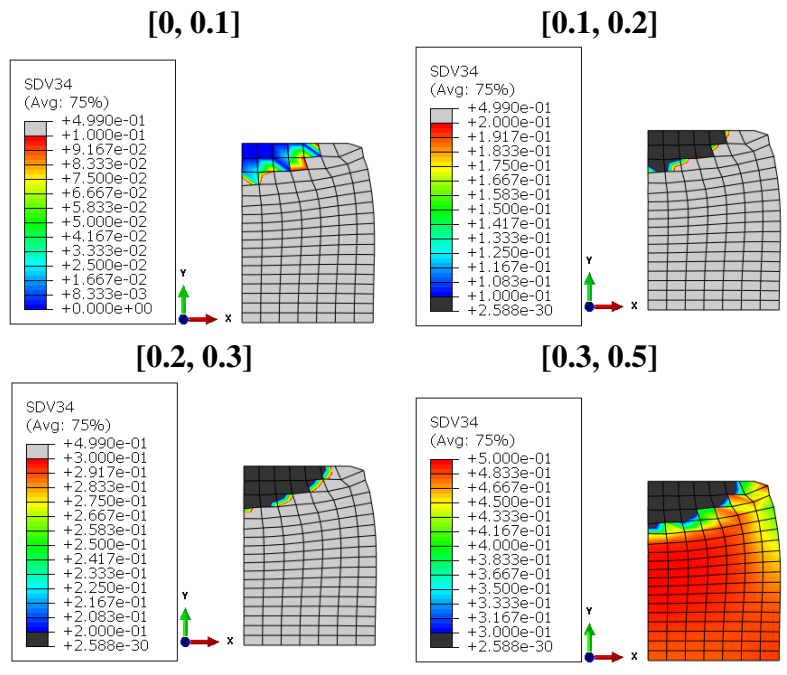 [0, 0.1]
SDV34
(Avg: 75%)
+4.990e-01
+1.000e-01
+9.167e-02
+8.333e-02
+7.500e-02
+6.667e-02
+5.833e-02
+5.000e-02
+4.167e-02
+3.333e-02
+2.500e-02
+1.667e-02
+8.333e-03
+0.000e+00
Y
X
[0.1, 0.2]
SDV34
(Avg: 75%)
+4.990e-01
+2.000e-01
+1.917e-01
+1.833e-01
+1.750e-01
+1.667e-01
+1.583e-01
+1.500e-01
+1.417e-01
+1.333e-01
+1.250e-01
+1.167e-01
+1.083e-01
+1.000e-01
+2.588e-30
Y
X
[0.2, 0.3]
SDV34
(Avg: 75%)
+4.990e-01
+3.000e-01
+2.917e-01
+2.833e-01
+2.750e-01
+2.667e-01
+2.583e-01
+2.500e-01
+2.417e-01
+2.333e-01
+2.250e-01
+2.167e-01
+2.083e-01
+2.000e-01
+2.588e-30
Y
X
[0.3, 0.5]
SDV34
(Avg: 75%)
+5.000e-01
+4.833e-01
+4.667e-01
+4.500e-01
+4.333e-01
+4.167e-01
+4.000e-01
+3.833e-01
+3.667e-01
+3.500e-01
+3.333e-01
+3.167e-01
+3.000e-01
+2.588e-30
Y
X